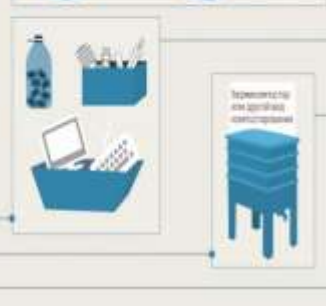 Вермикомпостер
или другой вид
компостирования